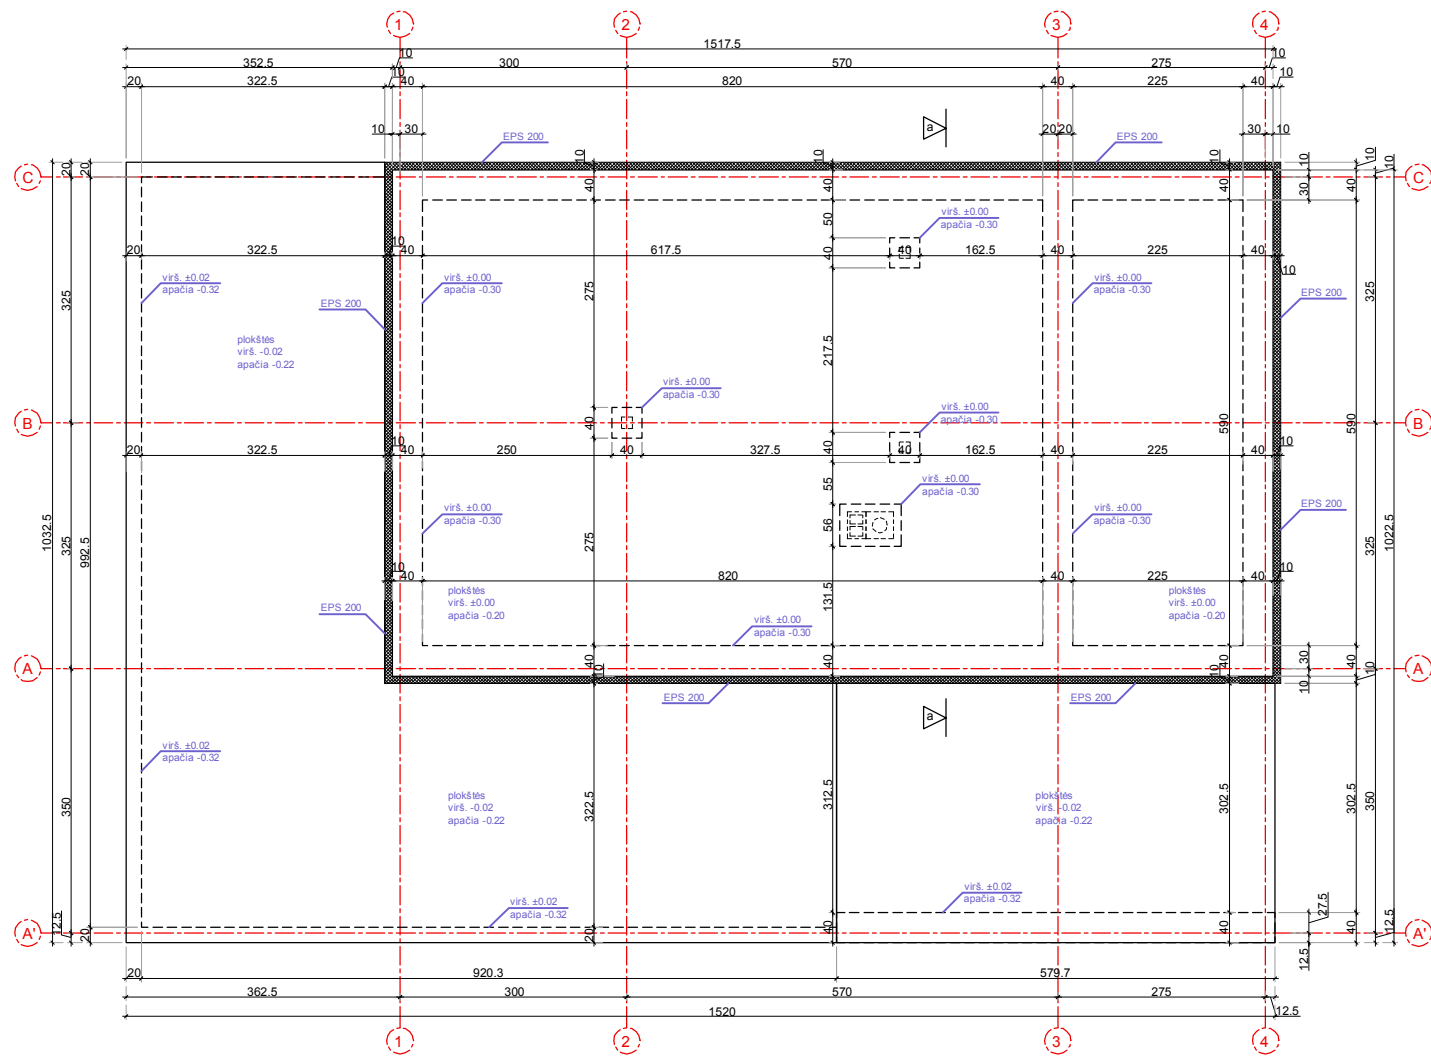 1
2
3
4
1517.5
10
352.5
300
570
275
10
10
20
322.5
40
820
40
225
40
10
10
30
20
20
30
10
a
EPS 200
EPS 200
10
10
10
10
10
10
20
20
C
C
40
40
40
30
40
virš. ±0.00
apačia -0.30
50
10
20
322.5
40
617.5
40
40
162.5
40
225
40
10
virš. ±0.02
apačia -0.32
virš. ±0.00
apačia -0.30
virš. ±0.00
apačia -0.30
EPS 200
EPS 200
325
275
325
plokštės
virš. -0.02
apačia -0.22
217.5
virš. ±0.00
apačia -0.30
virš. ±0.00
apačia -0.30
B
B
40
590
590
10
10
20
322.5
40
250
40
327.5
40
40
162.5
40
225
40
virš. ±0.00
apačia -0.30
55
virš. ±0.00
apačia -0.30
virš. ±0.00
apačia -0.30
EPS 200
1032.5
325
992.5
275
56
325
1022.5
10
10
40
820
40
225
40
plokštės
virš. ±0.00
apačia -0.20
plokštės
virš. ±0.00
apačia -0.20
131.5
EPS 200
virš. ±0.00
apačia -0.30
A
A
40
10
40
40
10
30
10
40
10
EPS 200
EPS 200
a
virš. ±0.02
apačia -0.32
plokštės
virš. -0.02
apačia -0.22
plokštės
virš. -0.02
apačia -0.22
350
322.5
312.5
302.5
302.5
350
virš. ±0.02
apačia -0.32
virš. ±0.02
apačia -0.32
A'
A'
12.5
20
20
40
40
27.5
12.5
40
12.5
20
920.3
579.7
362.5
300
570
275
1520
12.5
1
2
3
4